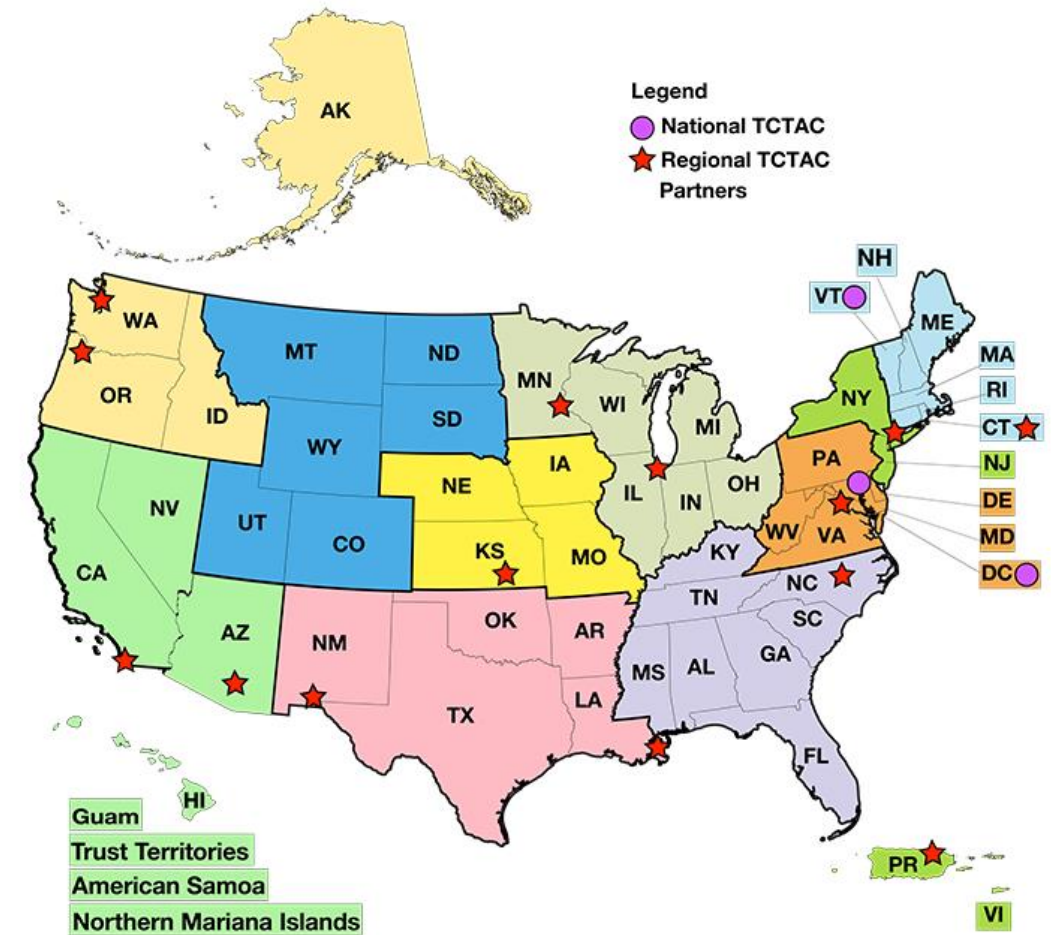 AK
Legend
National TCTAC
Regional TCTAC
Partners
NH
VT
WA
MT
ND
ME
MN
MA
OR
ID
SD
WI
NY
RI
WY
MI
CT
IA
PA
NJ
NE
IL
IN
OH
DE
NV
UT
CO
KS
MO
WV
VA
MD
KY
CA
DC
NC
TN
AZ
NM
OK
AR
SC
MS
AL
GA
TX
LA
FL
HI
Guam
Trust Territories
American Samoa
Northern Mariana Islands
PR
VI